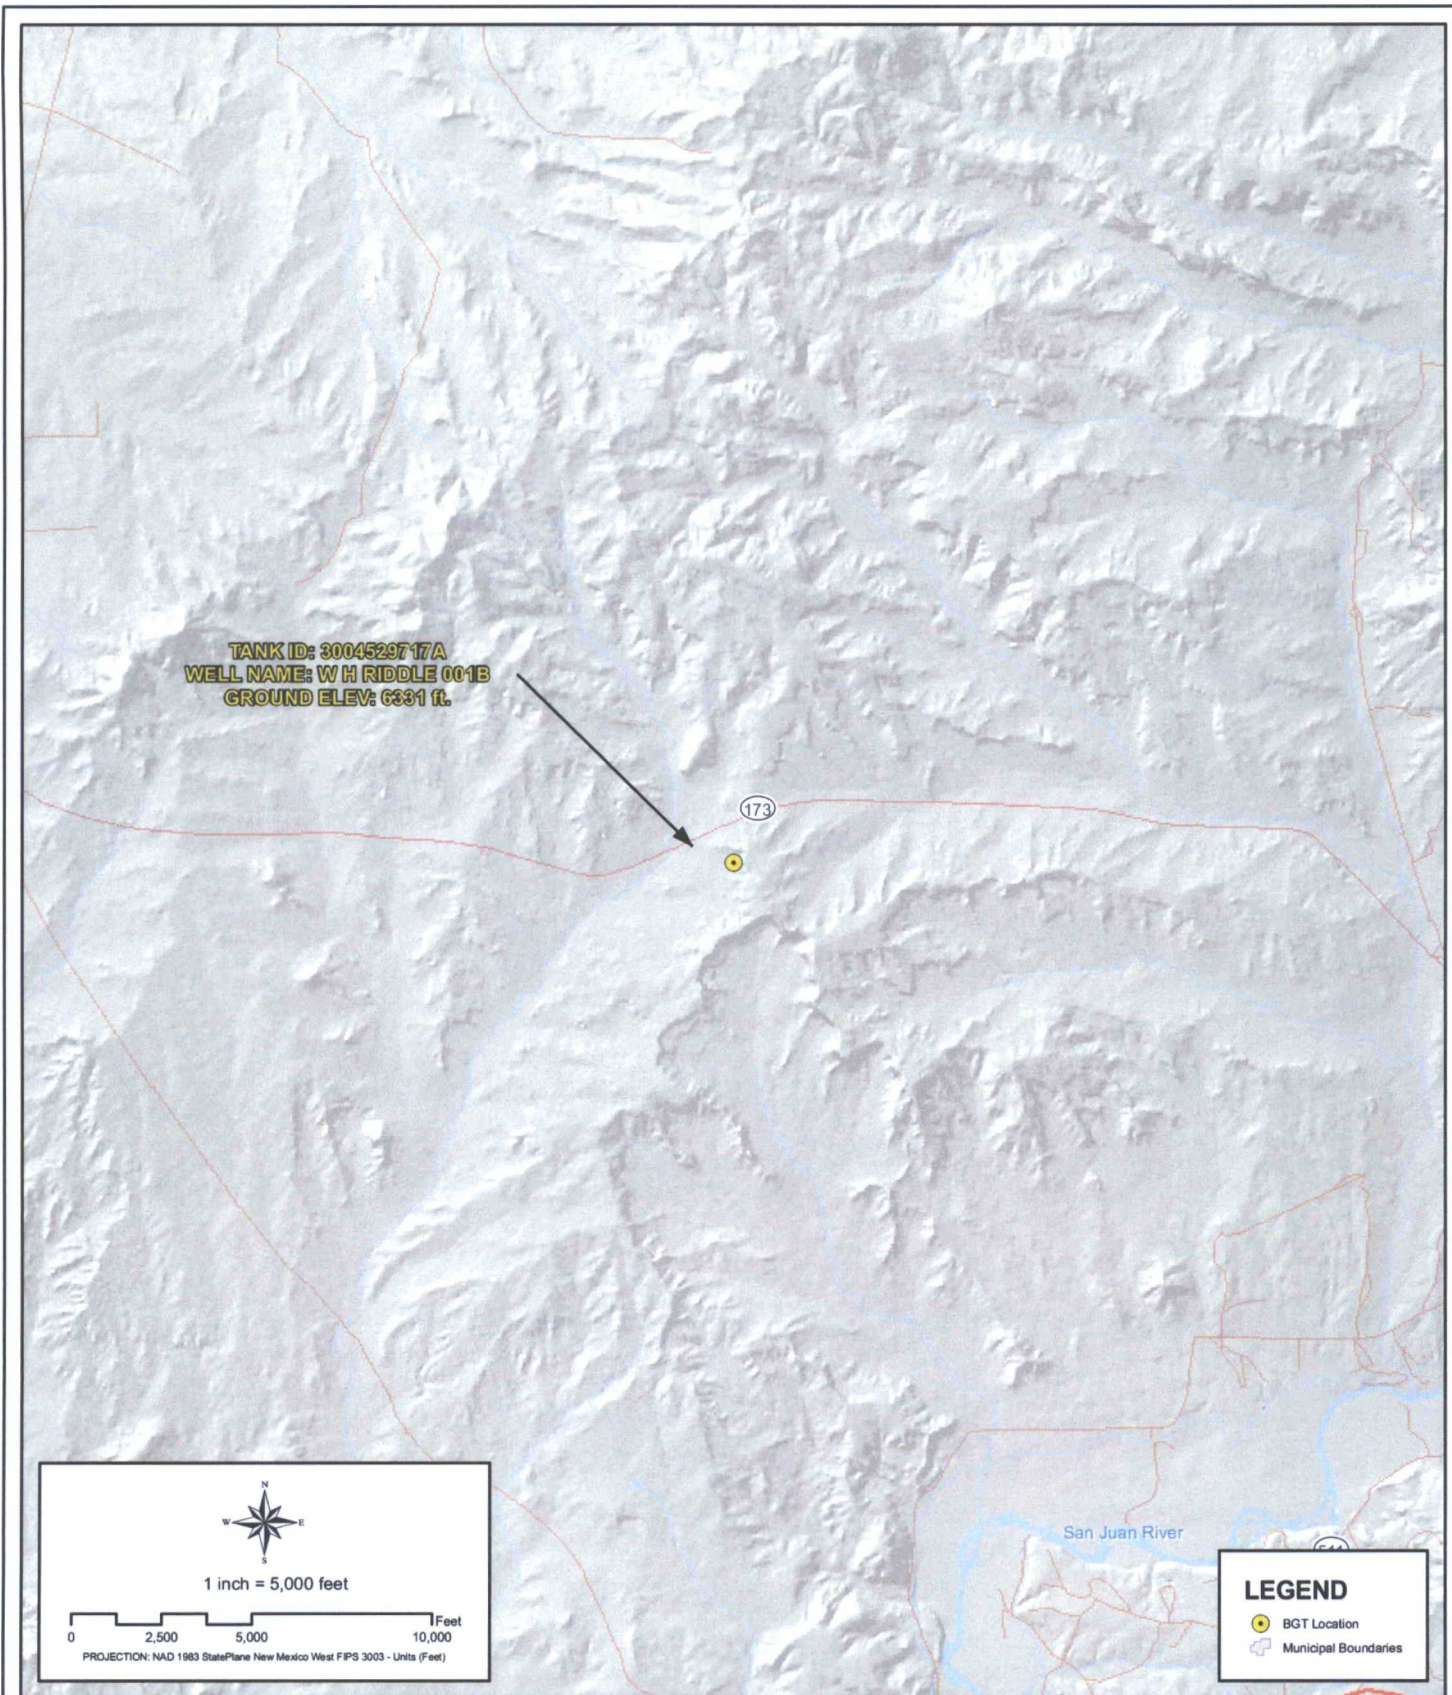 TANK ID: 3004529717A
WELL NAME: W H RIDDLE 001B
GROUND ELEV: 6331 ft.
173
San Juan River
N
W E
S
1 inch = 5,000 feet
Feet
0 2,500 5,000 10,000
PROJECTION: NAD 1983 StatePlane New Mexico West FIPS 3003 - Units (Feet)
LEGEND
BGT Location
Municipal Boundaries